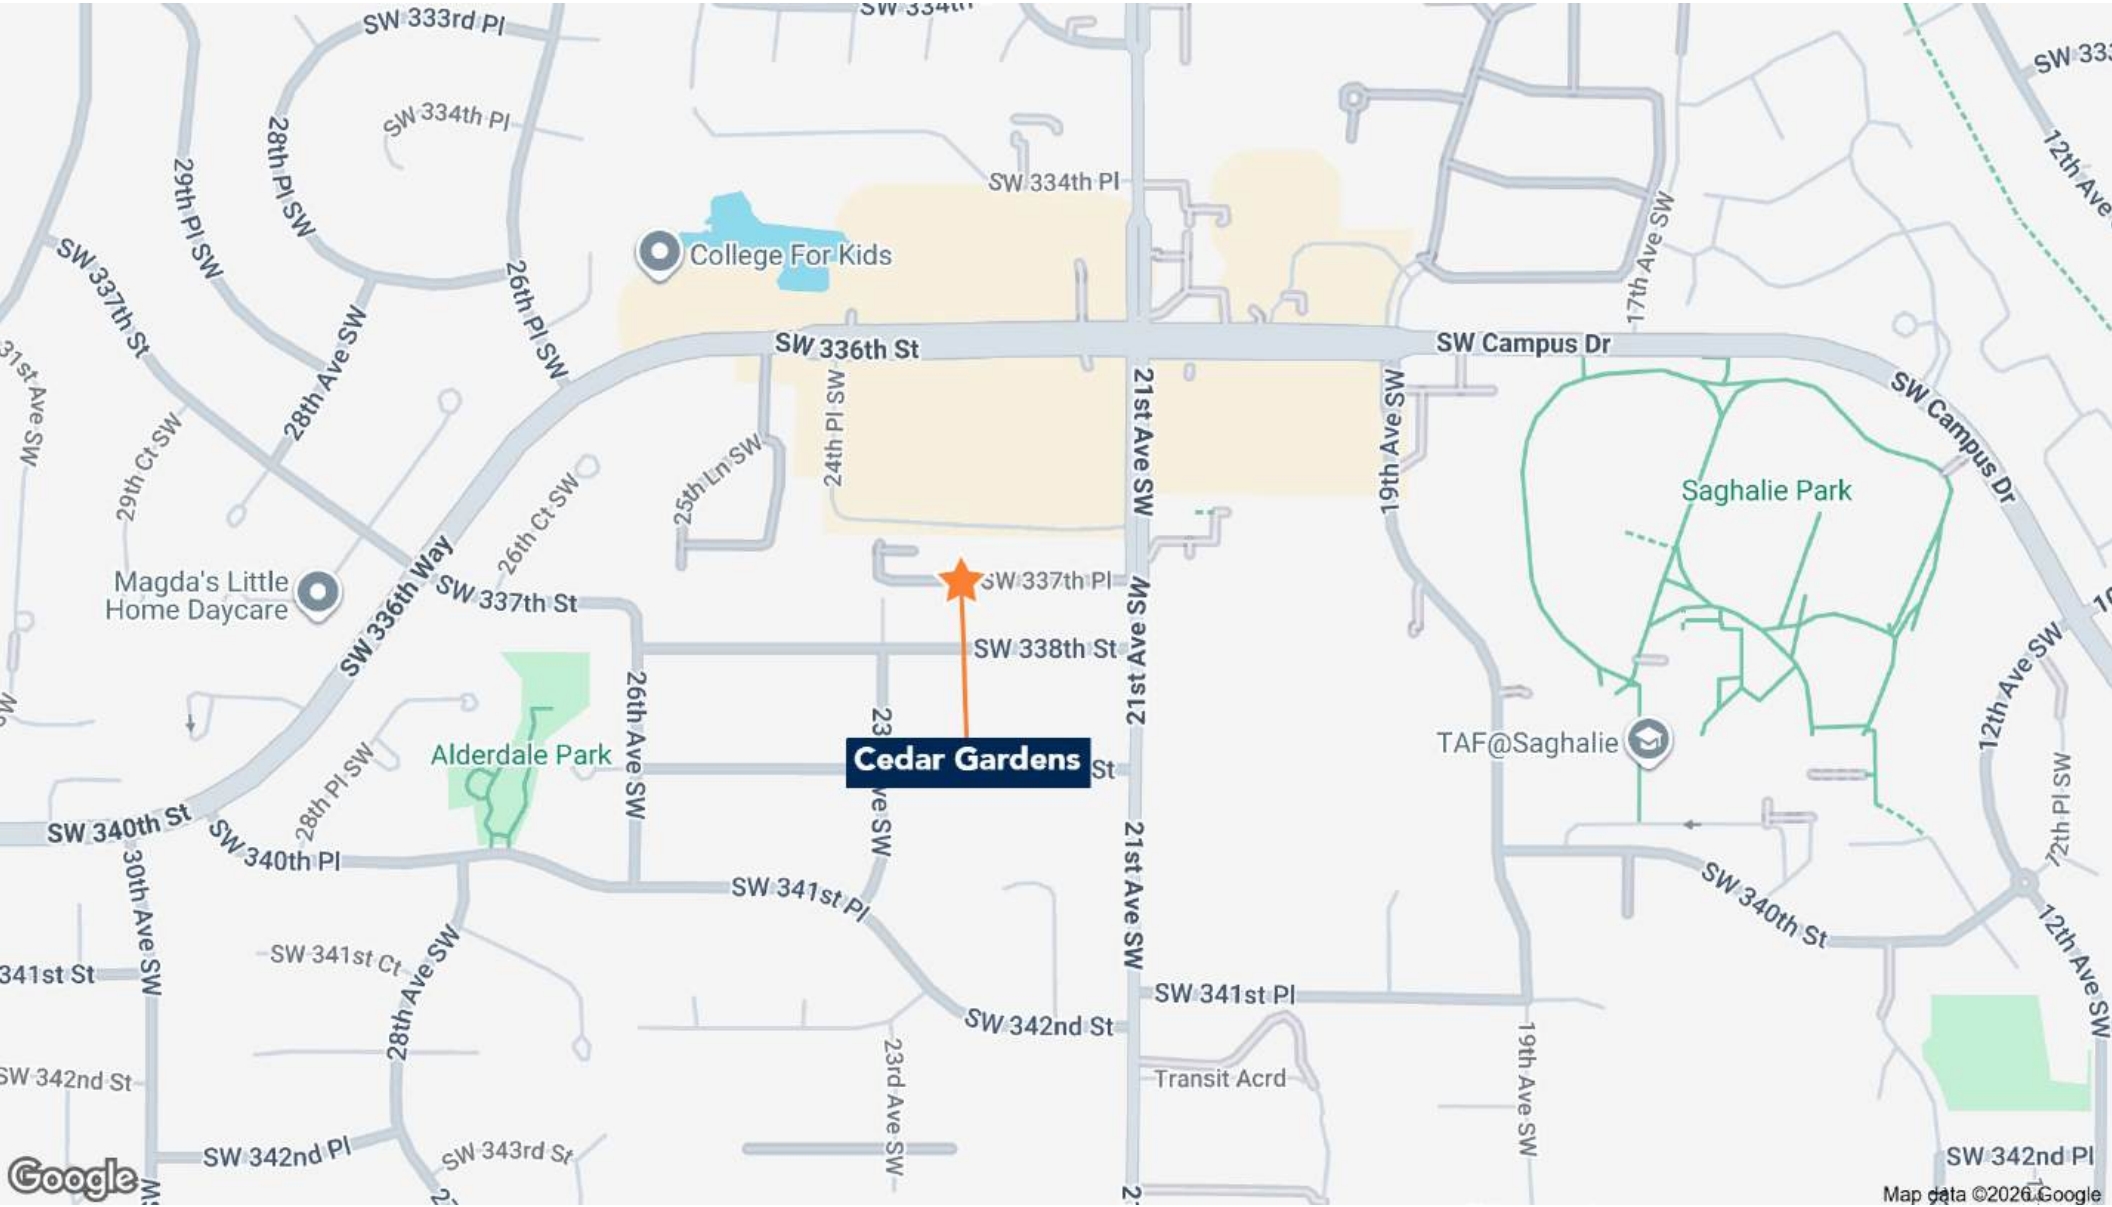 SW 333rd Pl
SW 334th
SW 333
SW 334th Pl
28th Pl SW
29th Pl SW
12th Ave
SW 334th Pl
17th Ave SW
College For Kids
SW 337th St
26th Pl SW
28th Ave SW
SW 336th St
SW Campus Dr
31st Ave SW
29th Ct SW
24th Pl SW
21st Ave SW
19th Ave SW
SW Campus Dr
25th Ln SW
26th Ct SW
Saghalie Park
Magda's Little
Home Daycare
SW 336th Way
SW 337th St
SW 337th Pl
SW 338th St
21st Ave SW
12th Ave SW
26th Ave SW
Alderdale Park
28th Pl SW
23
ve SW
Cedar Gardens
St
TAF@Saghalie
12th Pl SW
SW 340th St
SW 340th Pl
30th Ave SW
SW 341st Pl
21st Ave SW
SW 340th St
12th Ave SW
SW 341st Ct
28th Ave SW
341st St
SW 341st Pl
SW 342nd St
23rd Ave SW
19th Ave SW
Transit Acrd
SW 342nd St
SW 342nd Pl
SW 343rd St
SW 342nd Pl
Google
Map data ©2026 Google